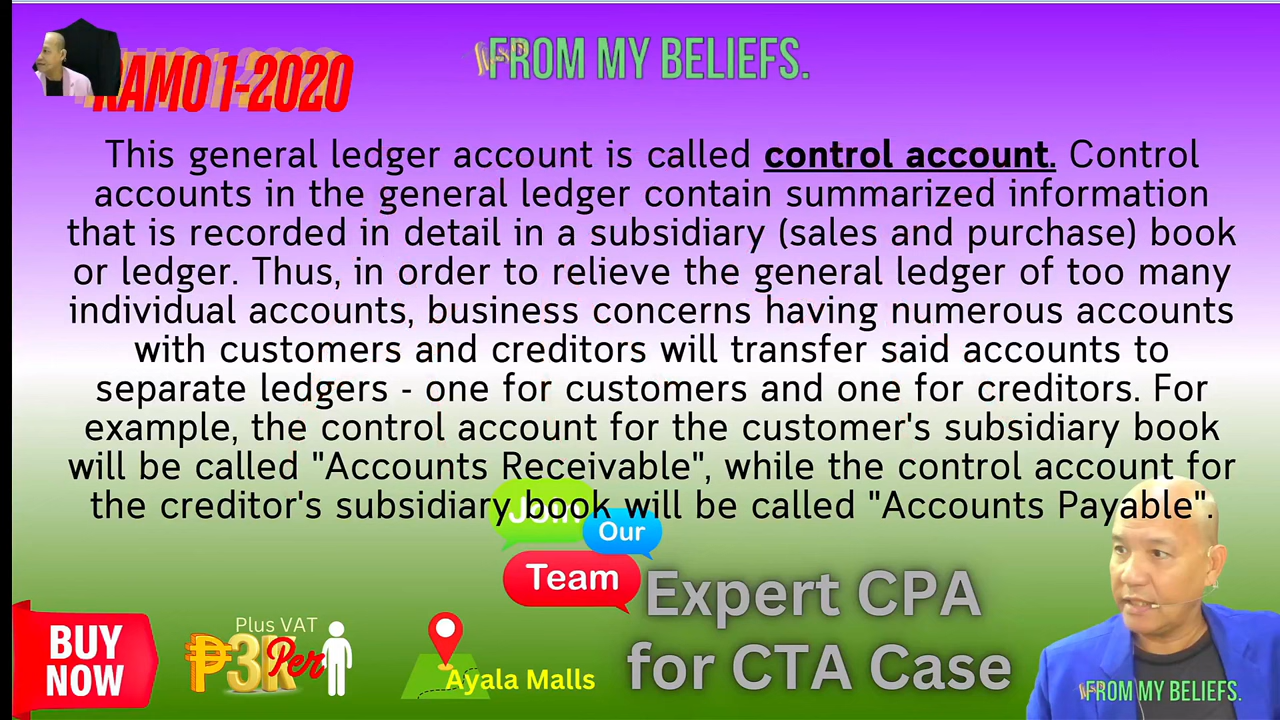 RAMO 1-2020
FROM MY BELIEFS.
This general ledger account is called control account. Control
accounts in the general ledger contain summarized information
that is recorded in detail in a subsidiary (sales and purchase) book
or ledger. Thus, in order to relieve the general ledger of too many
individual accounts, business concerns having numerous accounts
with customers and creditors will transfer said accounts to
separate ledgers - one for customers and one for creditors. For
example, the control account for the customer's subsidiary book
will be called "Accounts Receivable", while the control account for
the creditor's subsidiary book will be called "Accounts Payable".
Join
Our
Team
Expert CPA
for CTA Case
BUY
NOW
Plus VAT
₱3K Per
Ayala Malls
FROM MY BELIEFS.